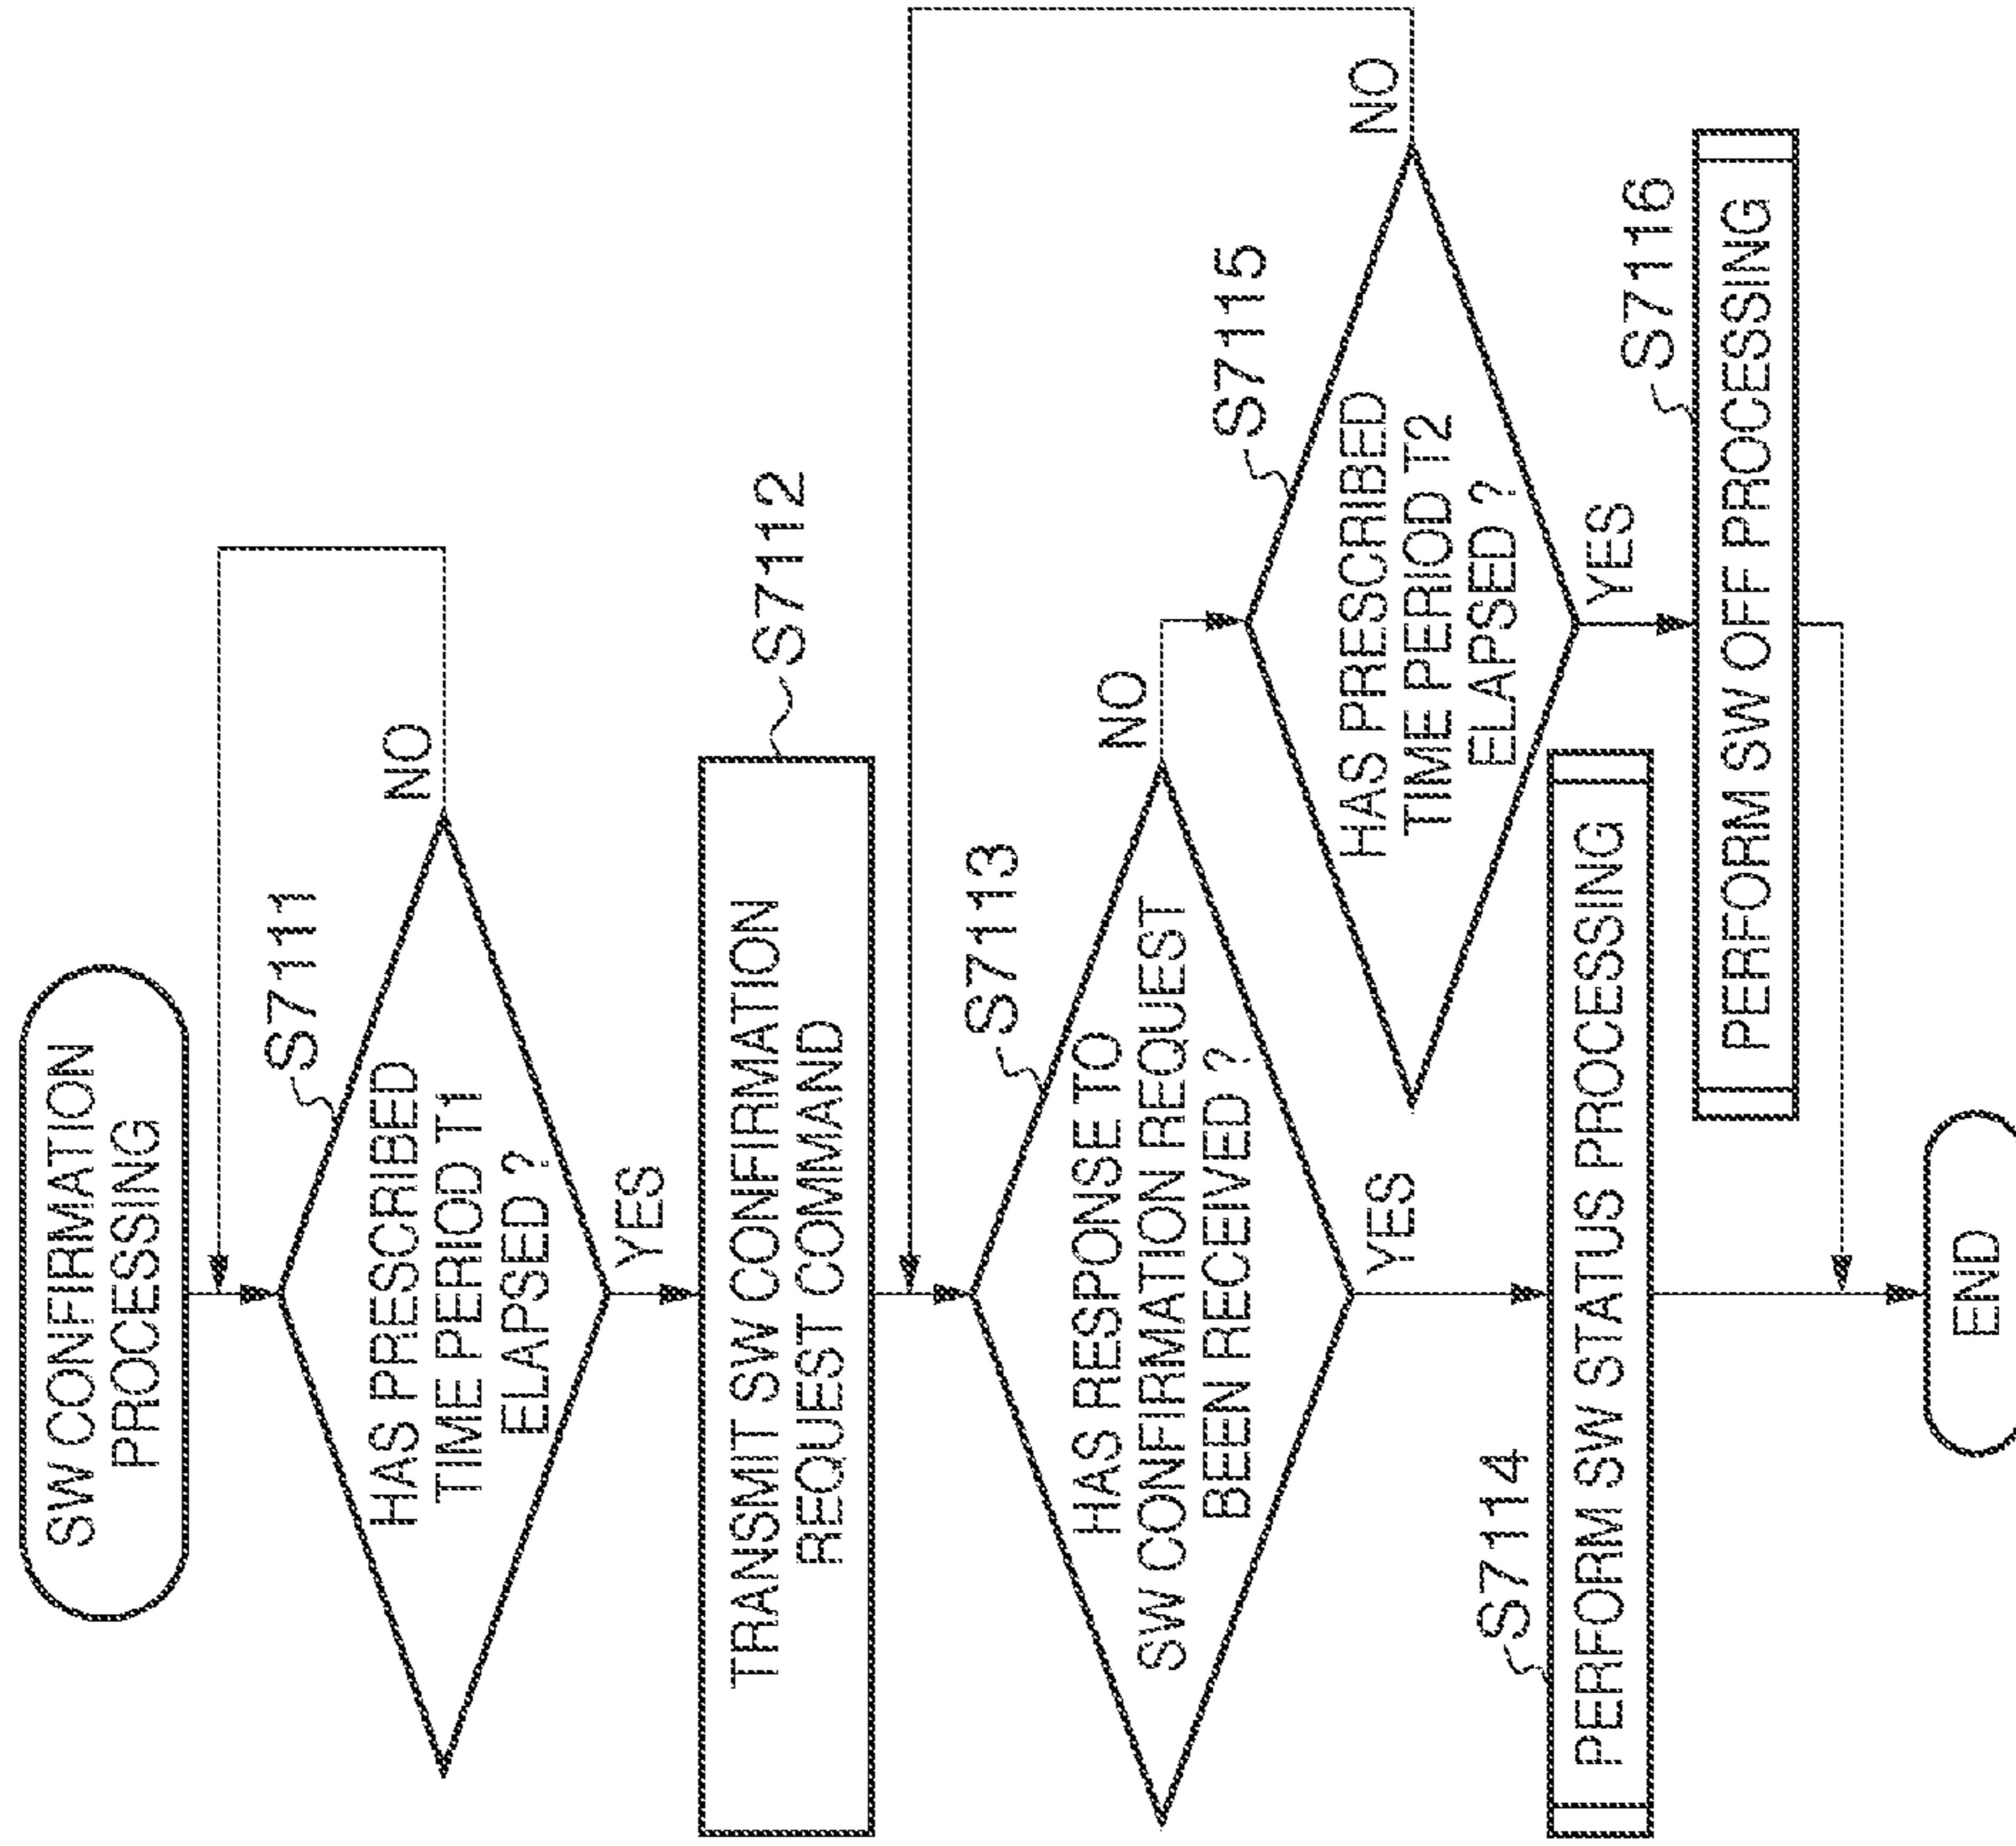 SW CONFIRMATION
PROCESSING
S7111
HAS PRESCRIBED
TIME PERIOD T1
ELAPSED ?
NO
YES
S7112
TRANSMIT SW CONFIRMATION
REQUEST COMMAND
S7113
HAS RESPONSE TO
SW CONFIRMATION REQUEST
BEEN RECEIVED ?
NO
YES
S7115
HAS PRESCRIBED
TIME PERIOD T2
ELAPSED ?
NO
YES
S7114
PERFORM SW STATUS PROCESSING
S7116
PERFORM SW OFF PROCESSING
END